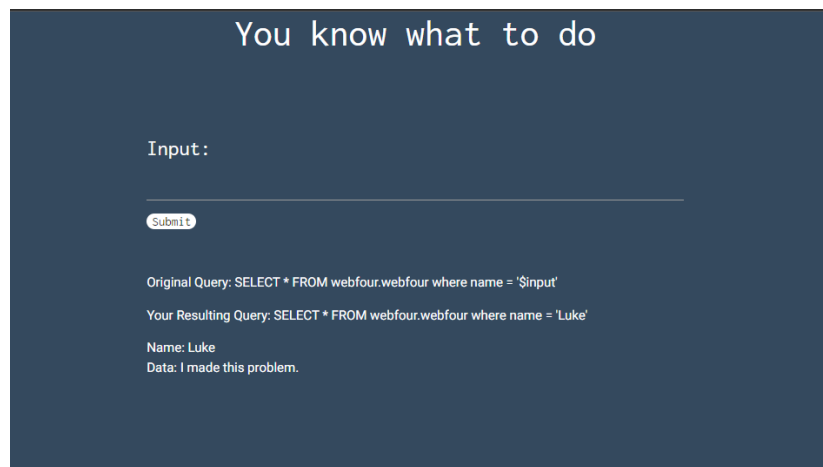 You know what to do
Input:
Submit
Original Query: SELECT * FROM webfour.webfour where name = '$input'
Your Resulting Query: SELECT * FROM webfour.webfour where name = 'Luke'
Name: Luke
Data: I made this problem.